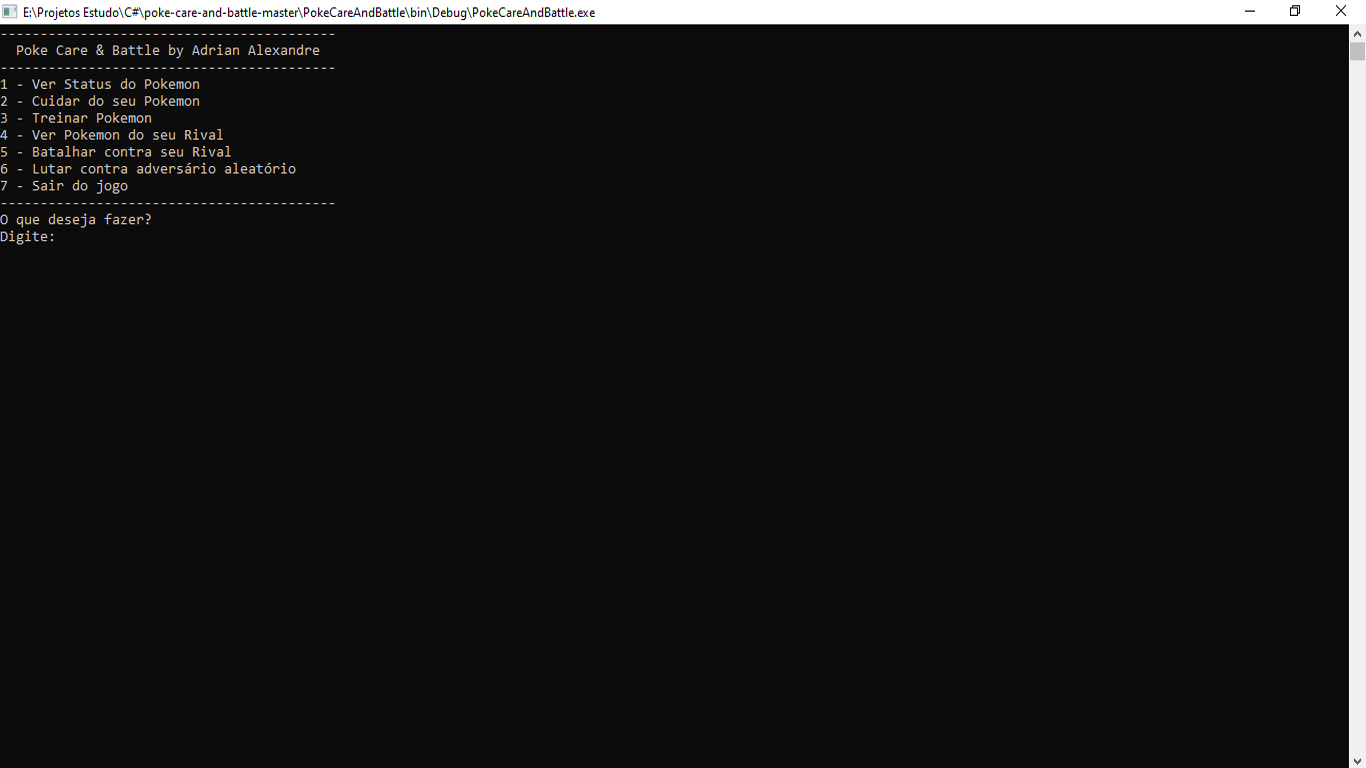 E:\Projetos Estudo\C#\poke-care-and-battle-master\PokeCareAndBattle\bin\Debug\PokeCareAndBattle.exe
------------------------------------------
Poke Care & Battle by Adrian Alexandre
------------------------------------------
1 - Ver Status do Pokemon
2 - Cuidar do seu Pokemon
3 - Treinar Pokemon
4 - Ver Pokemon do seu Rival
5 - Batalhar contra seu Rival
6 - Lutar contra adversário aleatório
7 - Sair do jogo
------------------------------------------
O que deseja fazer?
Digite: